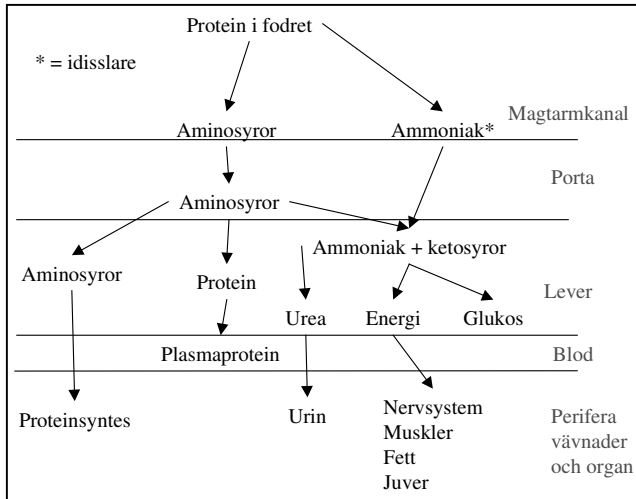 Protein i fodret
* = idisslare
Magtarmkanal
Aminosyror
Ammoniak*
Porta
Aminosyror
Ammoniak + ketosyror
Aminosyror
Protein
Lever
Urea
Energi
Glukos
Plasmaprotein
Blod
Proteinsyntes
Urin
Nervsystem
Muskler
Fett
Juver
Perifera
vävnader
och organ